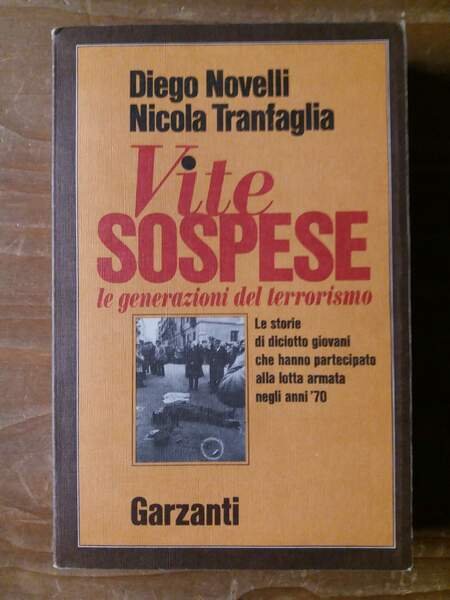 Diego Novelli
Nicola Tranfaglia
Vite
SOSPESE
le generazioni del terrorismo
Le storie
di diciotto giovani
che hanno partecipato
alla lotta armata
negli anni '70
Garzanti